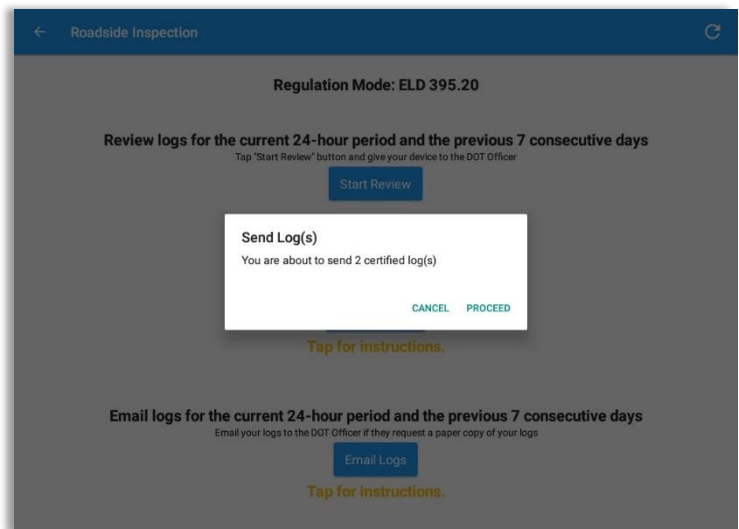 Roadside Inspection
Regulation Mode: ELD 395.20
Review logs for the current 24-hour period and the previous 7 consecutive days
Tap "Start Review" button and give your device to the DOT Officer
Start Review
Send Log(s)
You are about to send 2 certified log(s)
CANCEL PROCEED
Tap for instructions.
Email logs for the current 24-hour period and the previous 7 consecutive days
Email your logs to the DOT Officer if they request a paper copy of your logs
Email Logs
Tap for instructions.